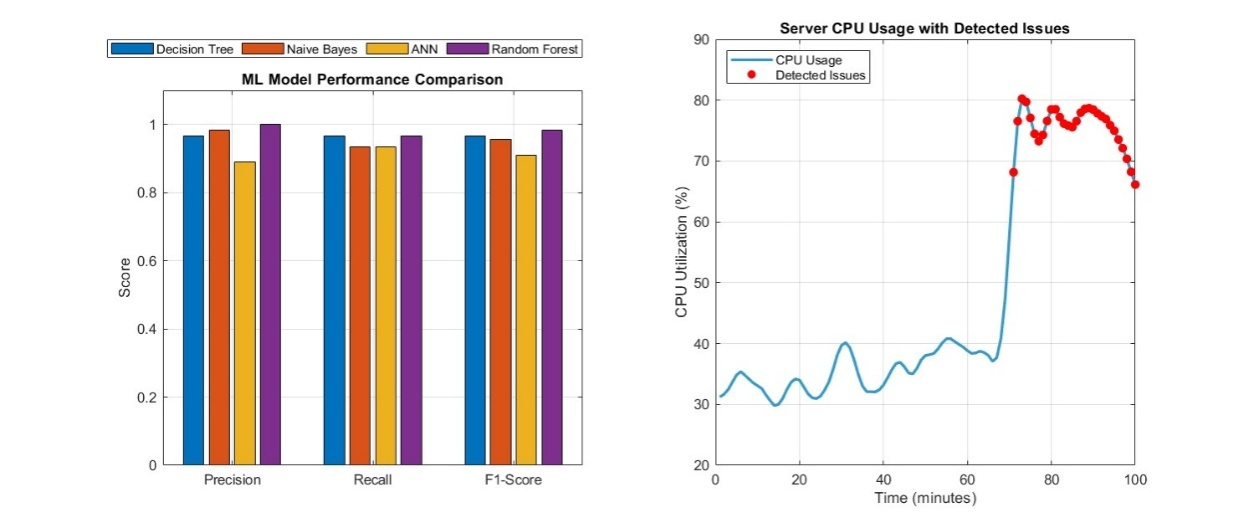 Decision Tree Naive Bayes ANN Random Forest
ML Model Performance Comparison
1
0.8
0.6
0.4
0.2
0
Score
Precision Recall F1-Score
Server CPU Usage with Detected Issues
CPU Usage
Detected Issues
90
80
70
60
50
40
30
20
CPU Utilization (%)
0 20 40 60 80 100
Time (minutes)